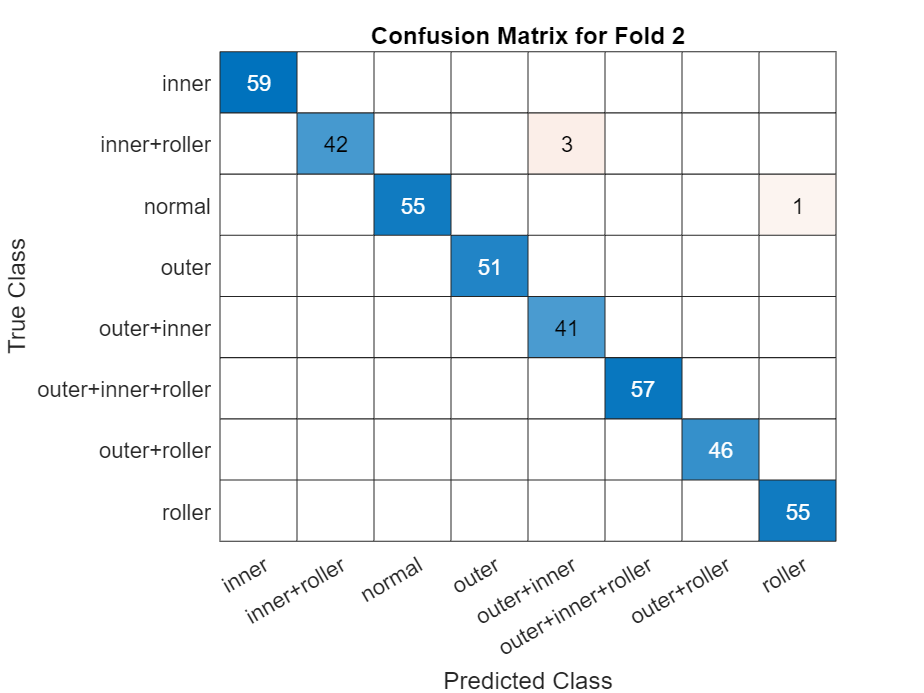 Confusion Matrix for Fold 2
True Class
inner 59
inner+roller 42 3
normal 55 1
outer 51
outer+inner 41
outer+inner+roller 57
outer+roller 46
roller 55
inner inner+roller normal outer outer+inner outer+inner+roller outer+roller roller
Predicted Class